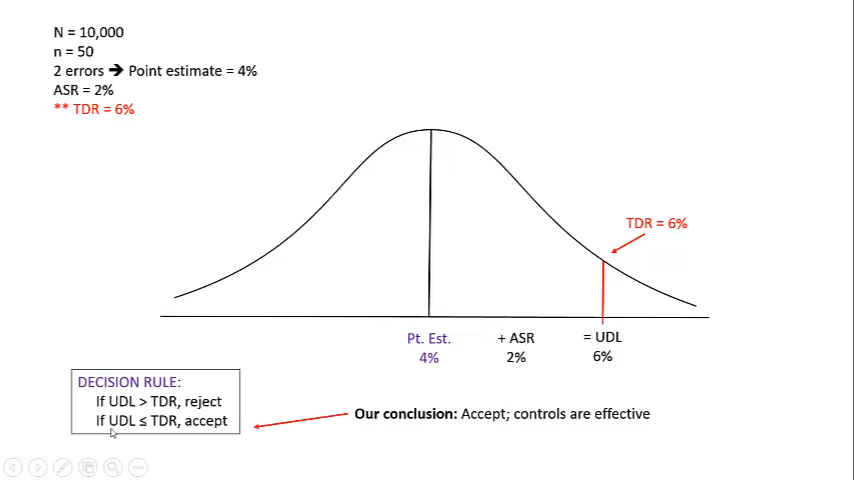 N = 10,000
n = 50
2 errors ➔ Point estimate = 4%
ASR = 2%
** TDR = 6%
TDR = 6%
Pt. Est. + ASR = UDL
4% 2% 6%
DECISION RULE:
If UDL > TDR, reject
If UDL ≤ TDR, accept
Our conclusion: Accept; controls are effective